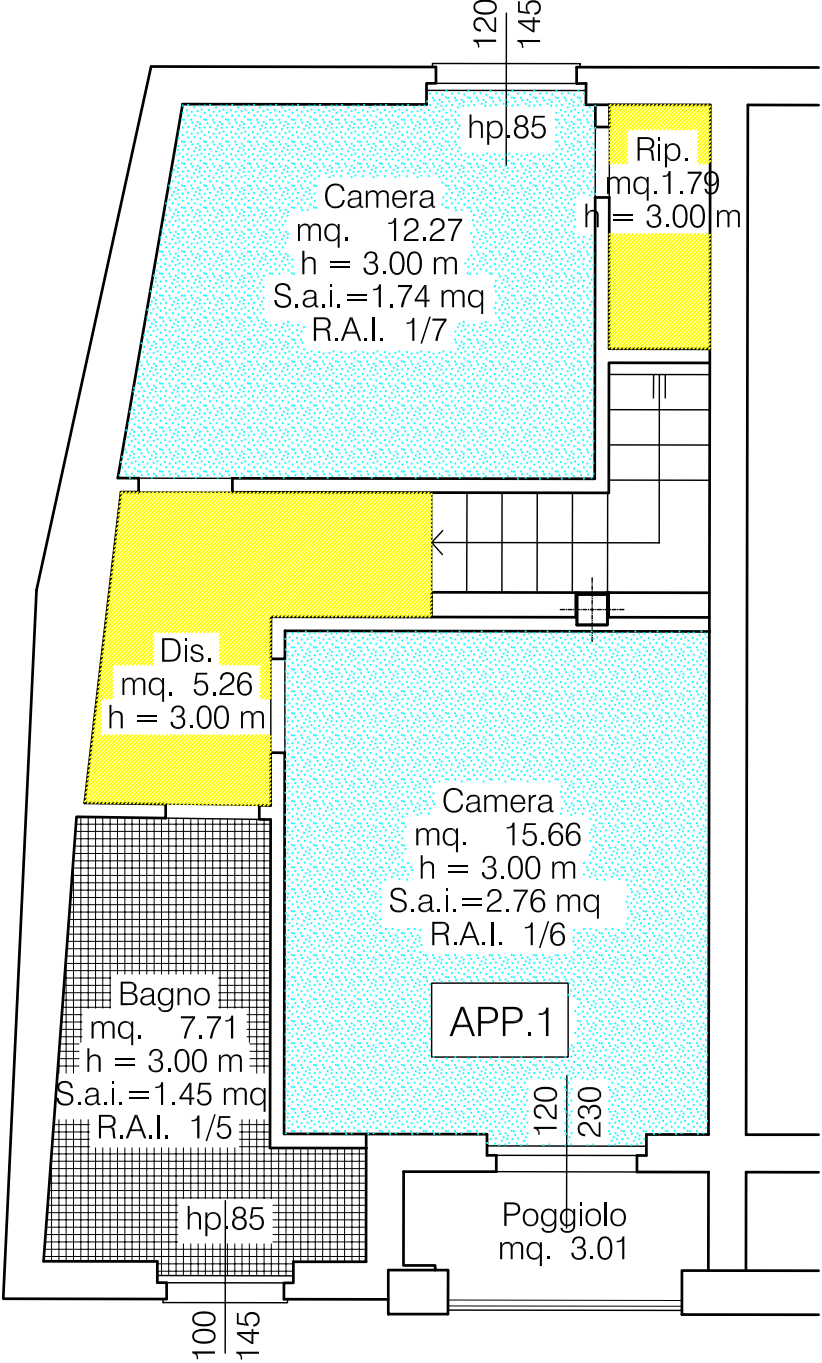 120
145
hp.85
Rip.
mq.1.79
h = 3.00 m
Camera
mq. 12.27
h = 3.00 m
S.a.i.=1.74 mq
R.A.I. 1/7
Dis.
mq. 5.26
h = 3.00 m
Camera
mq. 15.66
h = 3.00 m
S.a.i.=2.76 mq
R.A.I. 1/6
APP.1
Bagno
mq. 7.71
h = 3.00 m
S.a.i.=1.45 mq
R.A.I. 1/5
120
230
hp.85
Poggiolo
mq. 3.01
100
145